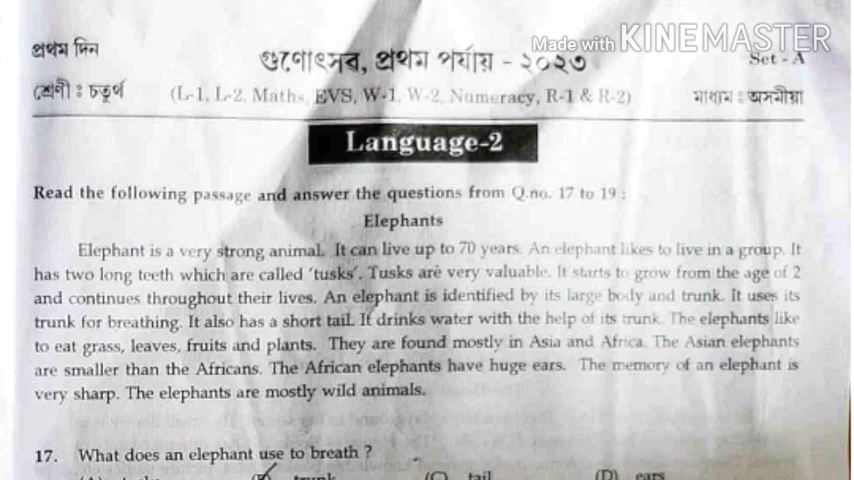 Made with KINEMASTER
প্ৰথম দিন
গুণোৎসৱ, প্ৰথম পৰ্যায় - ২০২৩
Set - A
শ্ৰেণী : চতুৰ্থ
(L-1, L-2, Maths, EVS, W-1, W-2, Numeracy, R-1 & R-2)
মাধ্যম : অসমীয়া
Language-2
Read the following passage and answer the questions from Q.no. 17 to 19 :
Elephants
Elephant is a very strong animal. It can live up to 70 years. An elephant likes to live in a group. It
has two long teeth which are called 'tusks'. Tusks are very valuable. It starts to grow from the age of 2
and continues throughout their lives. An elephant is identified by its large body and trunk. It uses its
trunk for breathing. It also has a short tail. It drinks water with the help of its trunk. The elephants like
to eat grass, leaves, fruits and plants. They are found mostly in Asia and Africa. The Asian elephants
are smaller than the Africans. The African elephants have huge ears. The memory of an elephant is
very sharp. The elephants are mostly wild animals.
17. What does an elephant use to breath ?
trunk (C) tail (D) ears